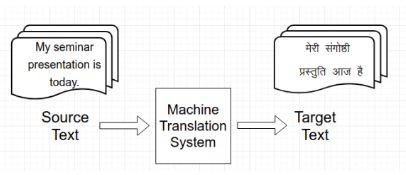 My seminar
presentation is
today.
मेरी संगोष्ठी
प्रस्तुति आज है
Source
Text
Machine
Translation
System
Target
Text